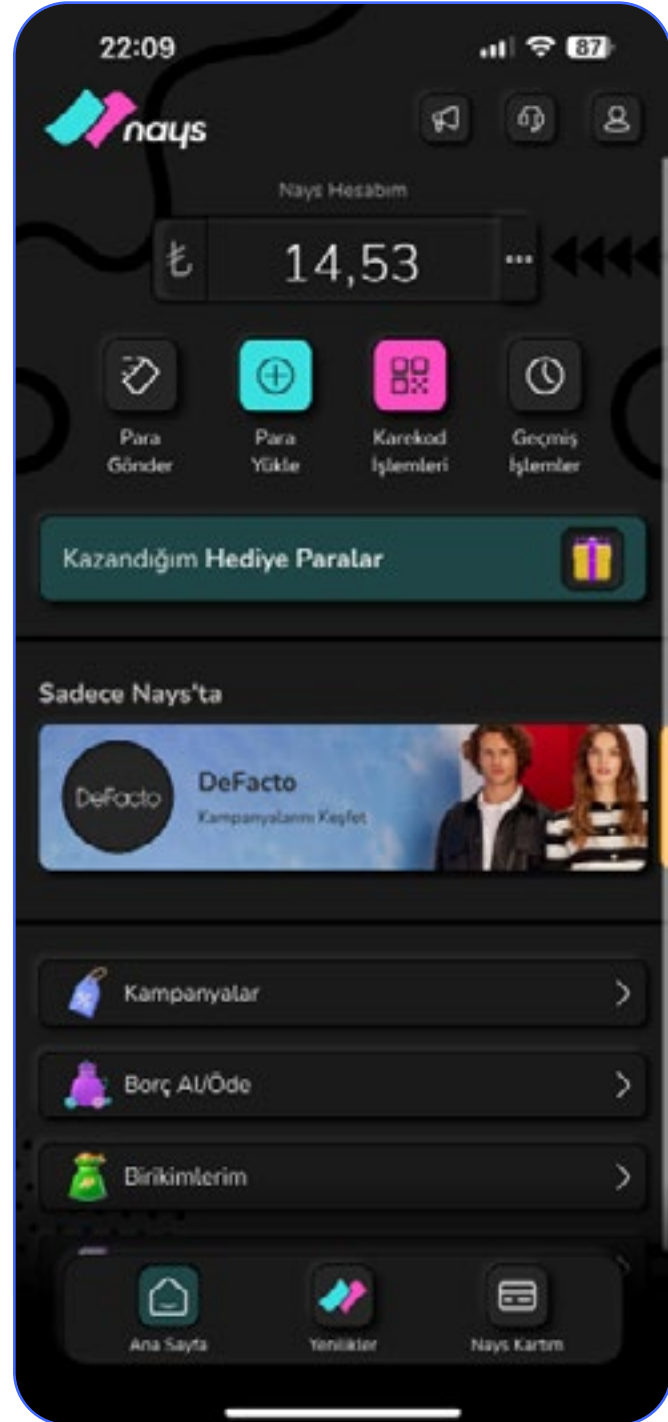 22:09
87
nays
Nays Hesabım
₺ 14,53
Para Gönder
Para Yükle
Karekod İşlemleri
Geçmiş İşlemler
Kazandığım Hediye Paralar
Sadece Nays'ta
DeFacto
DeFacto
Kampanyalarını Keşfet
Kampanyalar
Borç Al/Öde
Birikimlerim
Ana Sayfa
Yenilikler
Nays Kartım